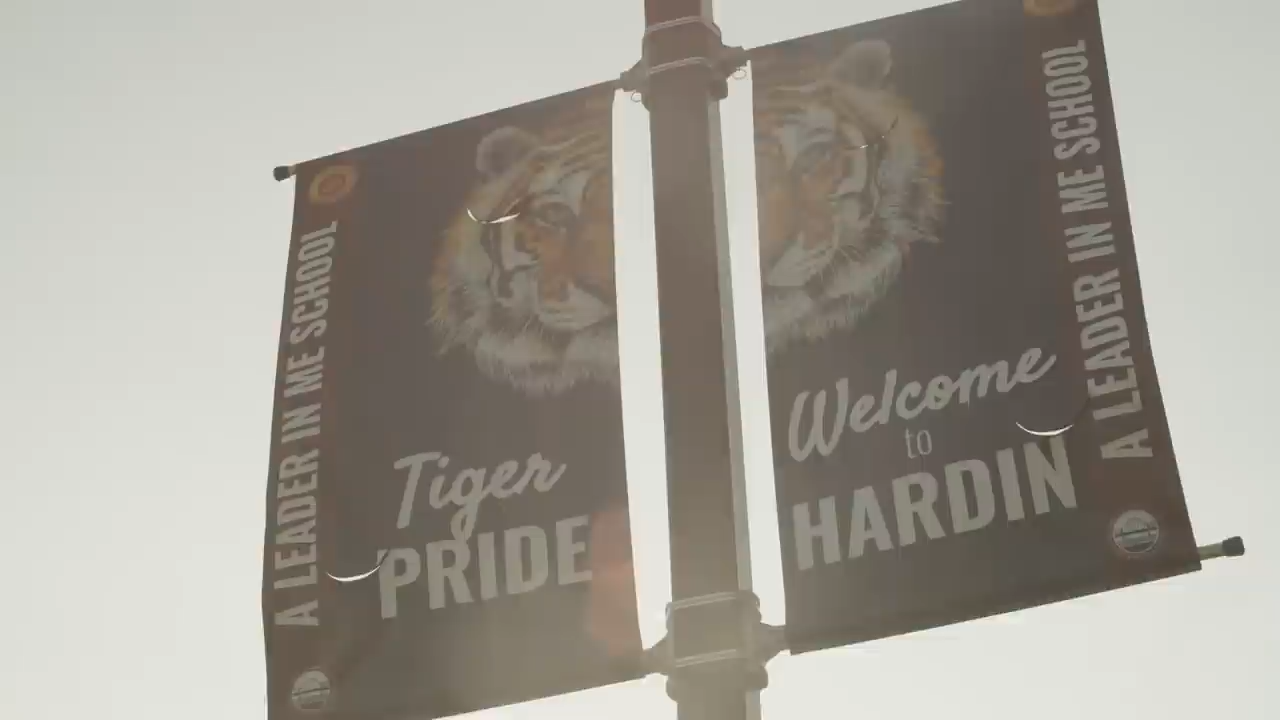 A LEADER IN ME SCHOOL
Tiger
PRIDE
Welcome
to
HARDIN
A LEADER IN ME SCHOOL